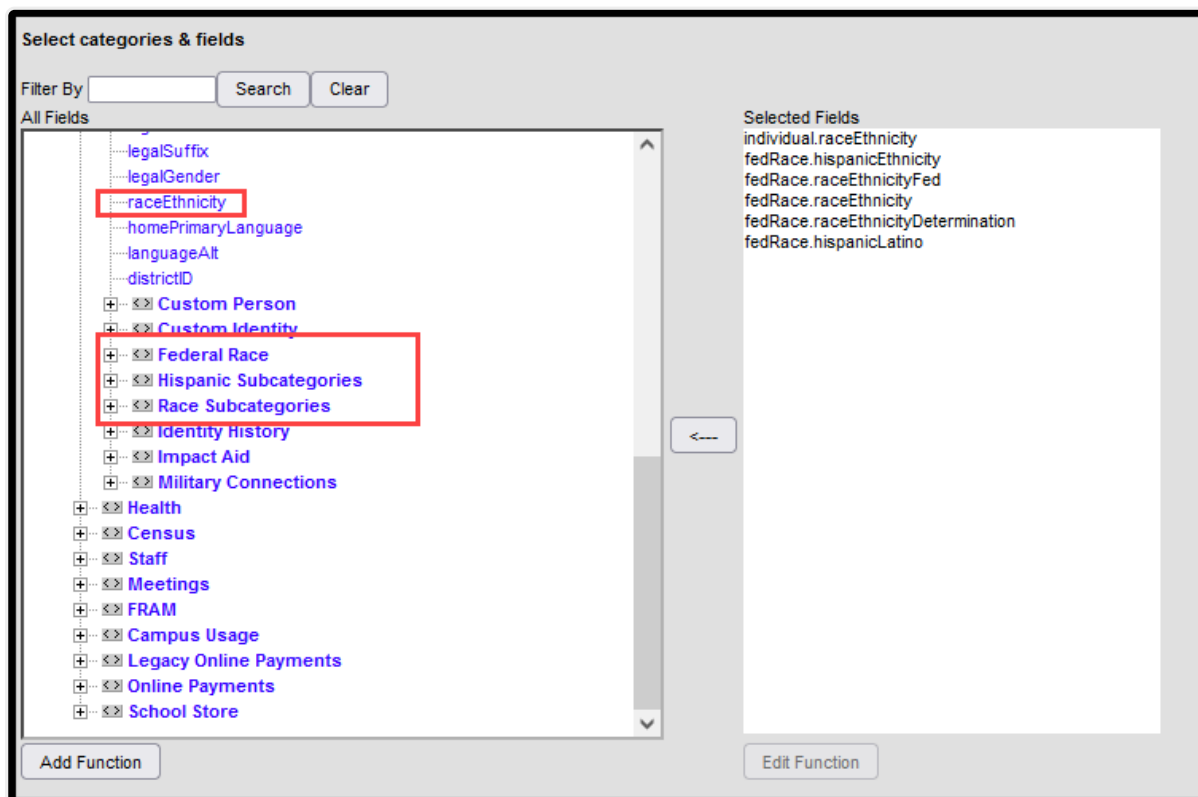 Select categories & fields
Filter By Search Clear
All Fields
legalSuffix
legalGender
raceEthnicity
homePrimaryLanguage
languageAlt
districtID
Custom Person
Custom Identity
Federal Race
Hispanic Subcategories
Race Subcategories
Identity History
Impact Aid
Military Connections
Health
Census
Staff
Meetings
FRAM
Campus Usage
Legacy Online Payments
Online Payments
School Store
Add Function
<---
Selected Fields
individual.raceEthnicity
fedRace.hispanicEthnicity
fedRace.raceEthnicityFed
fedRace.raceEthnicity
fedRace.raceEthnicityDetermination
fedRace.hispanicLatino
Edit Function